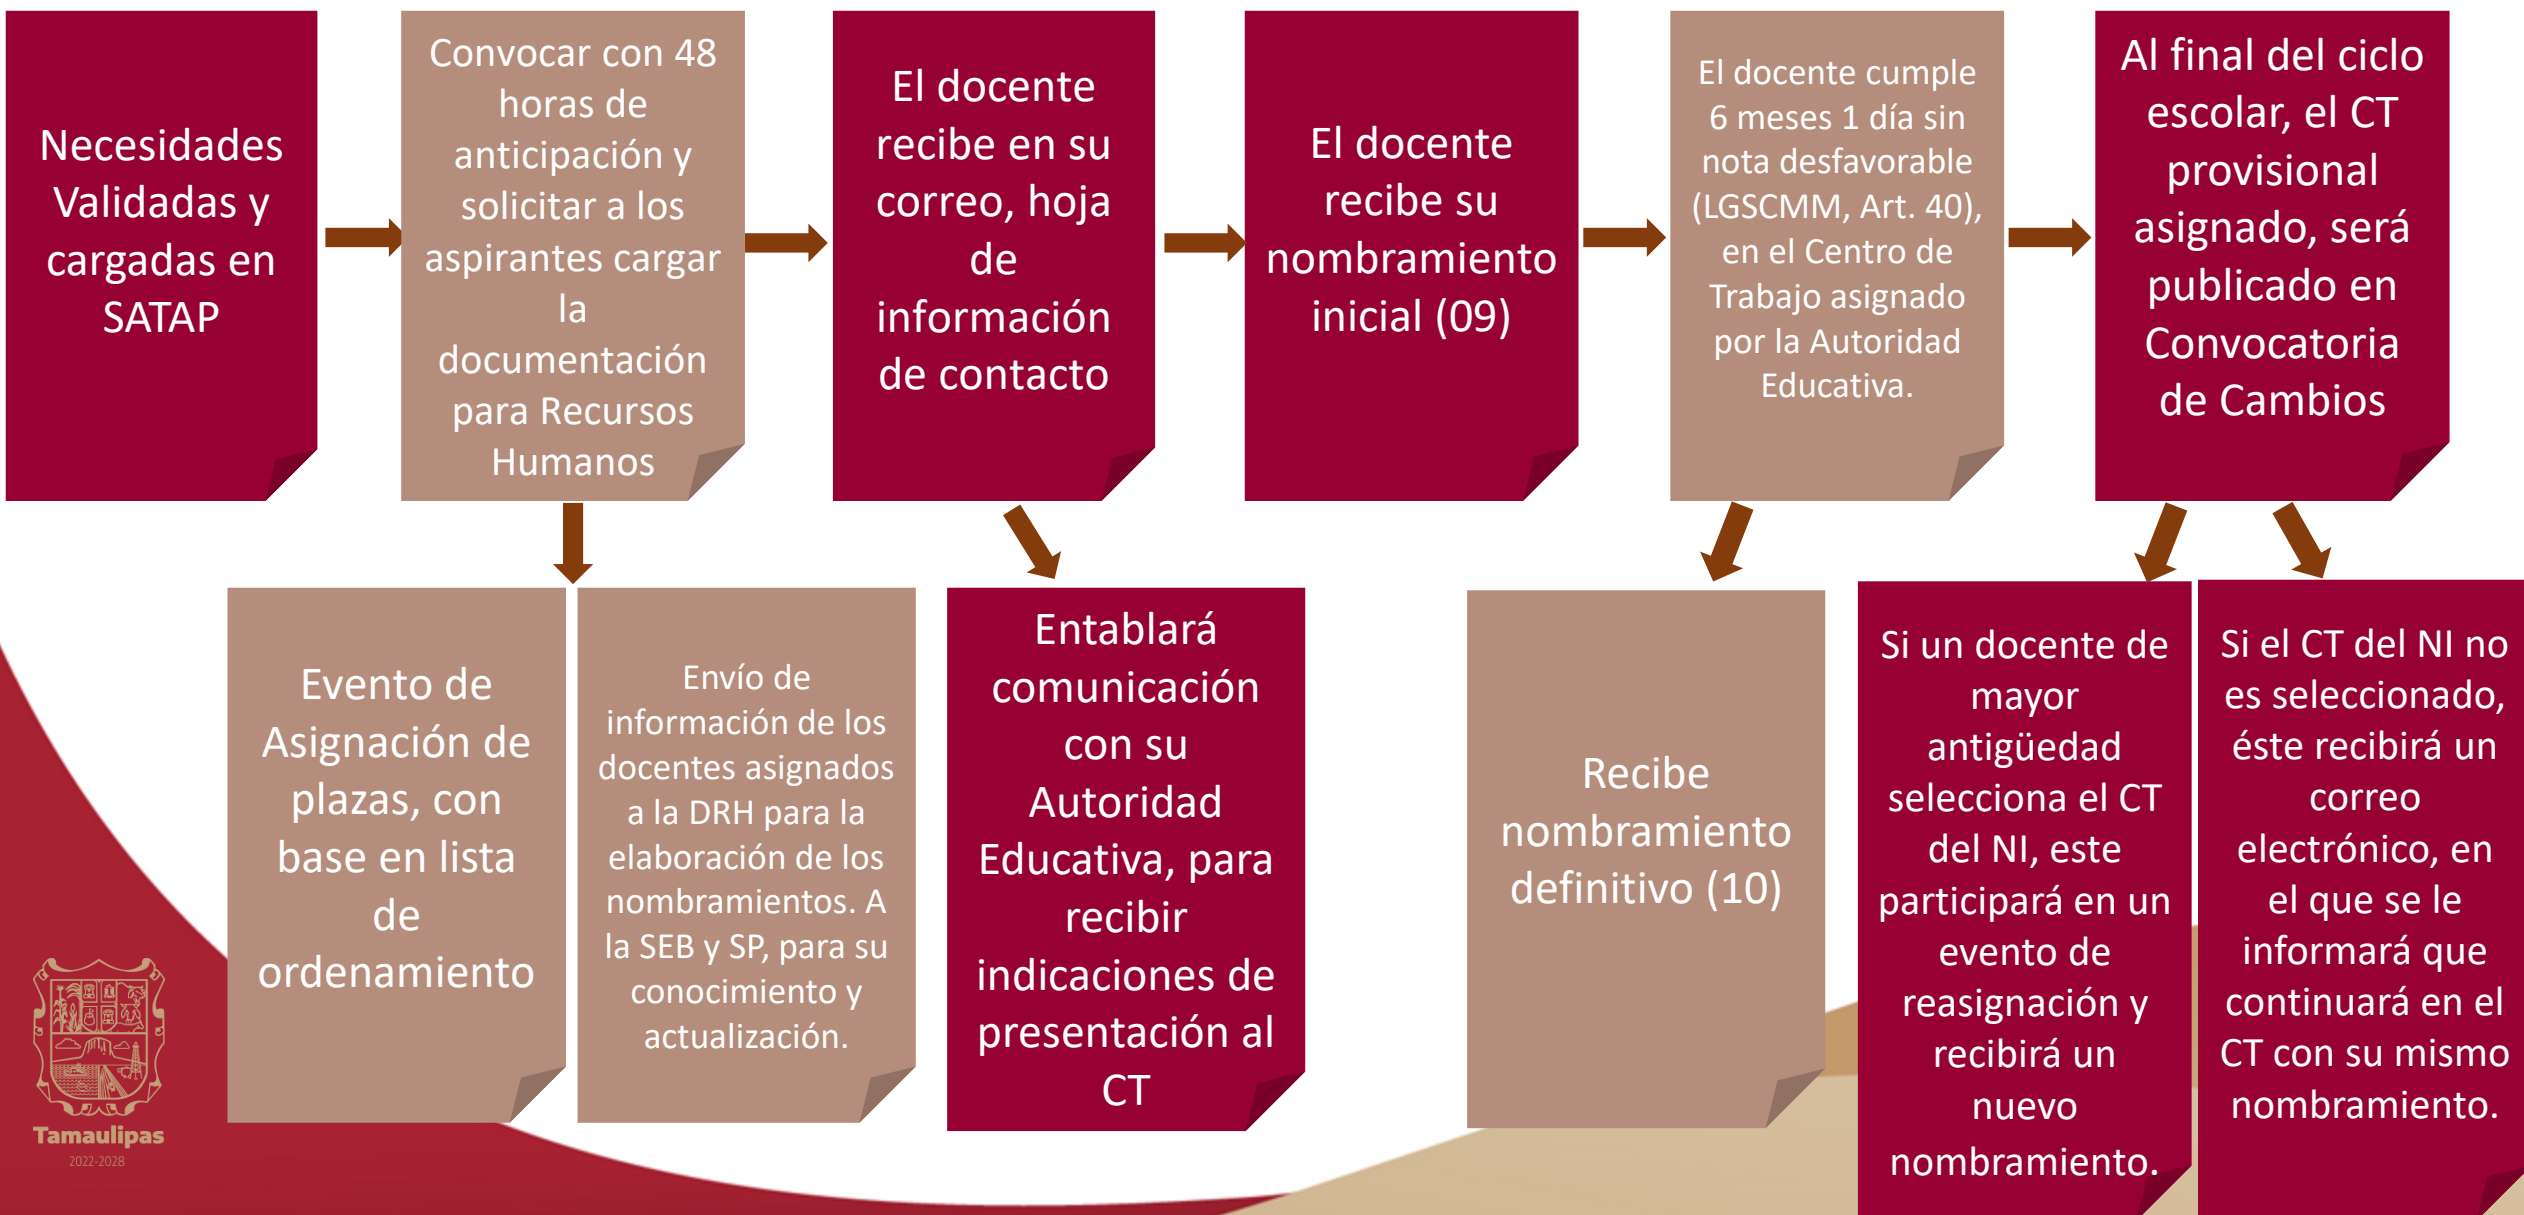 Necesidades
Validadas y
cargadas en
SATAP
Convocar con 48
horas de
anticipación y
solicitar a los
aspirantes cargar
la
documentación
para Recursos
Humanos
El docente
recibe en su
correo, hoja
de
información
de contacto
El docente
recibe su
nombramiento
inicial (09)
El docente cumple
6 meses 1 día sin
nota desfavorable
(LGSCMM, Art. 40),
en el Centro de
Trabajo asignado
por la Autoridad
Educativa.
Al final del ciclo
escolar, el CT
provisional
asignado, será
publicado en
Convocatoria
de Cambios
Evento de
Asignación de
plazas, con
base en lista
de
ordenamiento
Envío de
información de los
docentes asignados
a la DRH para la
elaboración de los
nombramientos. A
la SEB y SP, para su
conocimiento y
actualización.
Entablará
comunicación
con su
Autoridad
Educativa, para
recibir
indicaciones de
presentación al
CT
Recibe
nombramiento
definitivo (10)
Si un docente de
mayor
antigüedad
selecciona el CT
del NI, este
participará en un
evento de
reasignación y
recibirá un
nuevo
nombramiento.
Si el CT del NI no
es seleccionado,
éste recibirá un
correo
electrónico, en
el que se le
informará que
continuará en el
CT con su mismo
nombramiento.
Tamaulipas
2022-2028